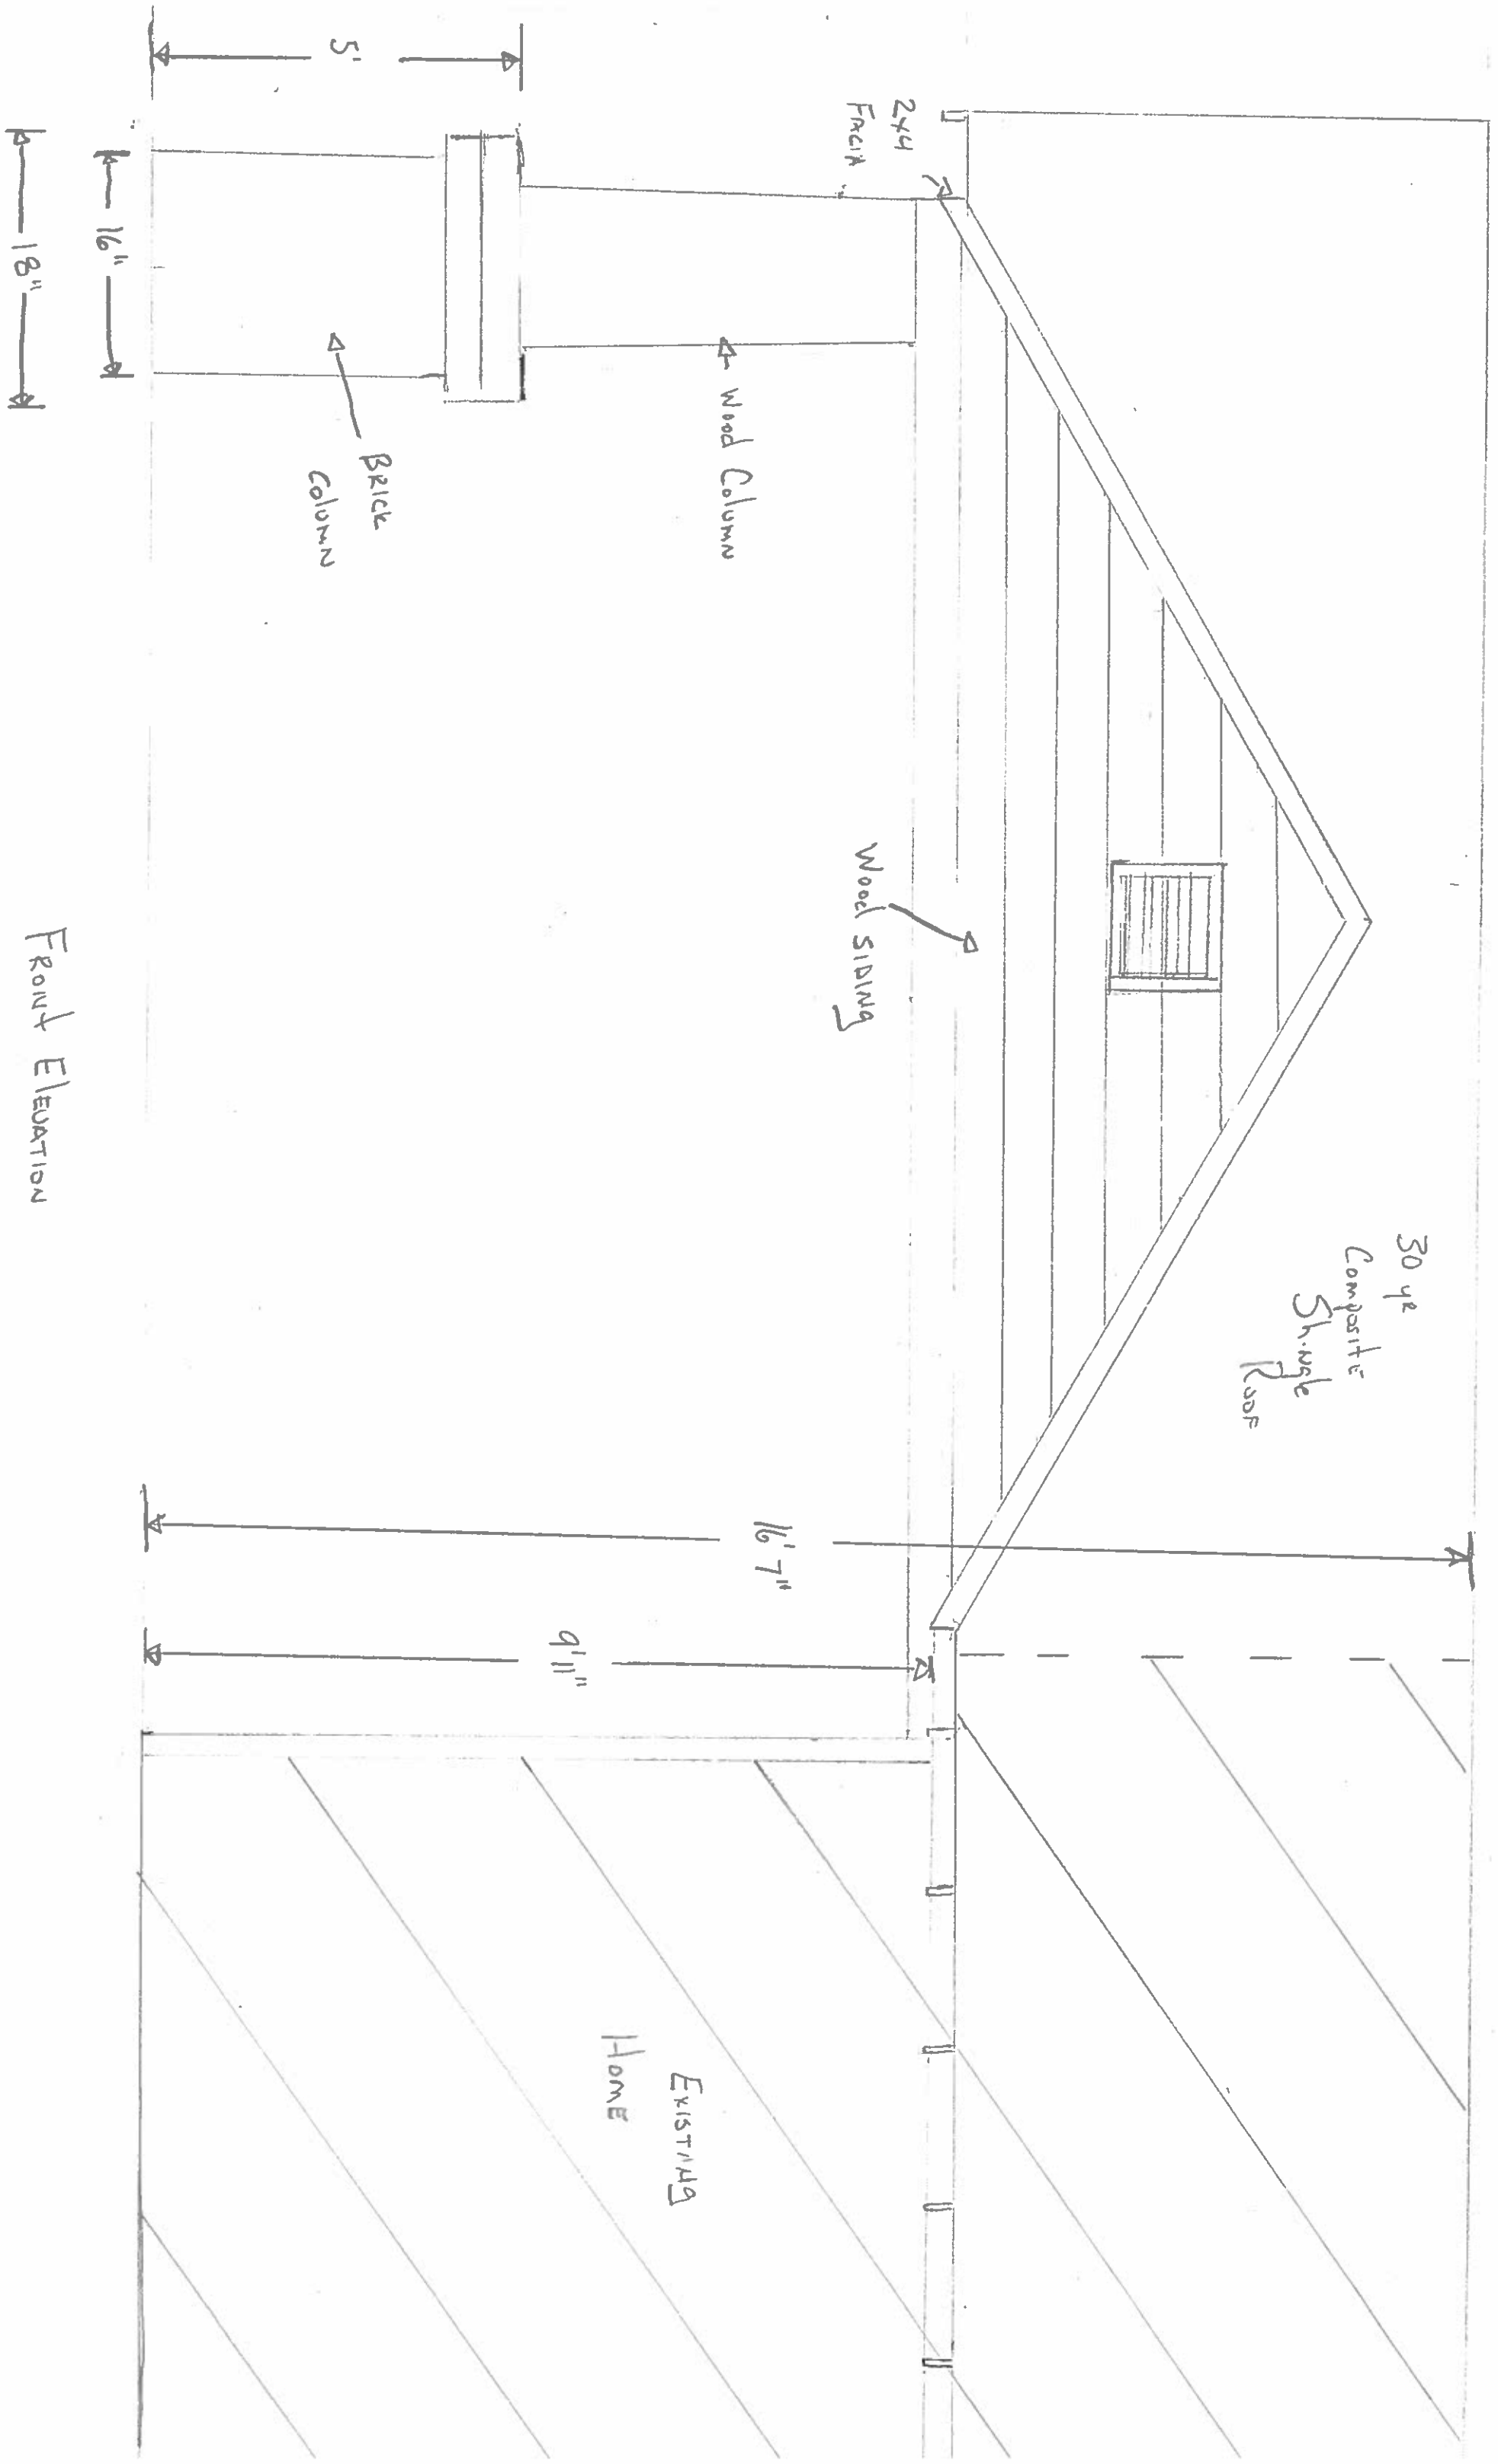 30 yr
Composite
Shingle
Roof
2x4
Facia
Wood Siding
Wood Column
Brick
Column
5'
16"
18"
16'7"
9'11"
Existing
Home
Front Elevation